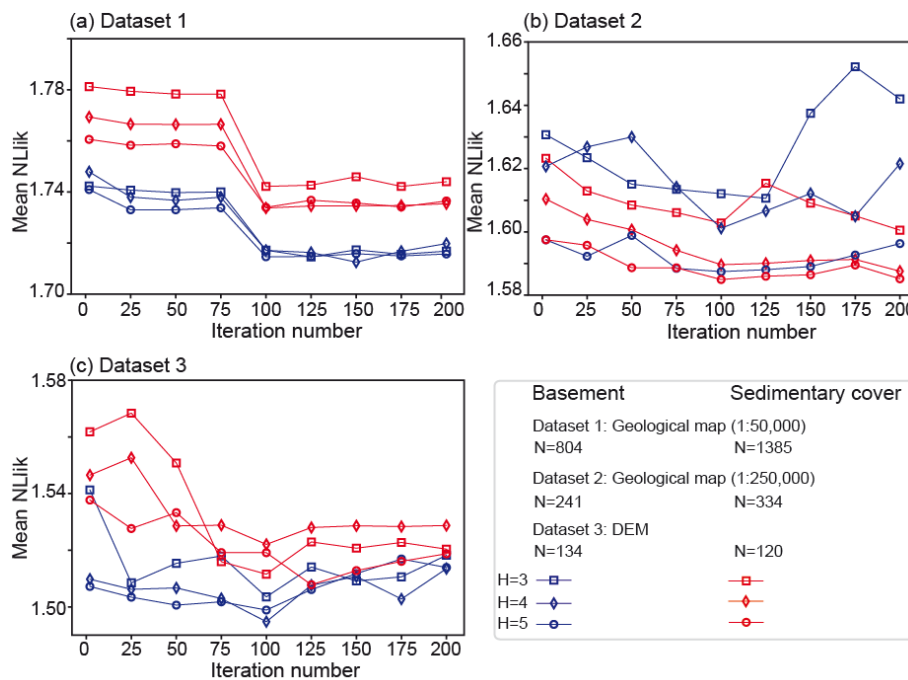 (a) Dataset 1
Mean NLlik
1.78
1.74
1.70
0 25 50 75 100 125 150 175 200
Iteration number
(b) Dataset 2
Mean NLlik
1.66
1.64
1.62
1.60
1.58
0 25 50 75 100 125 150 175 200
Iteration number
(c) Dataset 3
Mean NLlik
1.58
1.54
1.50
0 25 50 75 100 125 150 175 200
Iteration number
Basement Sedimentary cover
Dataset 1: Geological map (1:50,000)
N=804 N=1385
Dataset 2: Geological map (1:250,000)
N=241 N=334
Dataset 3: DEM
N=134 N=120
H=3
H=4
H=5